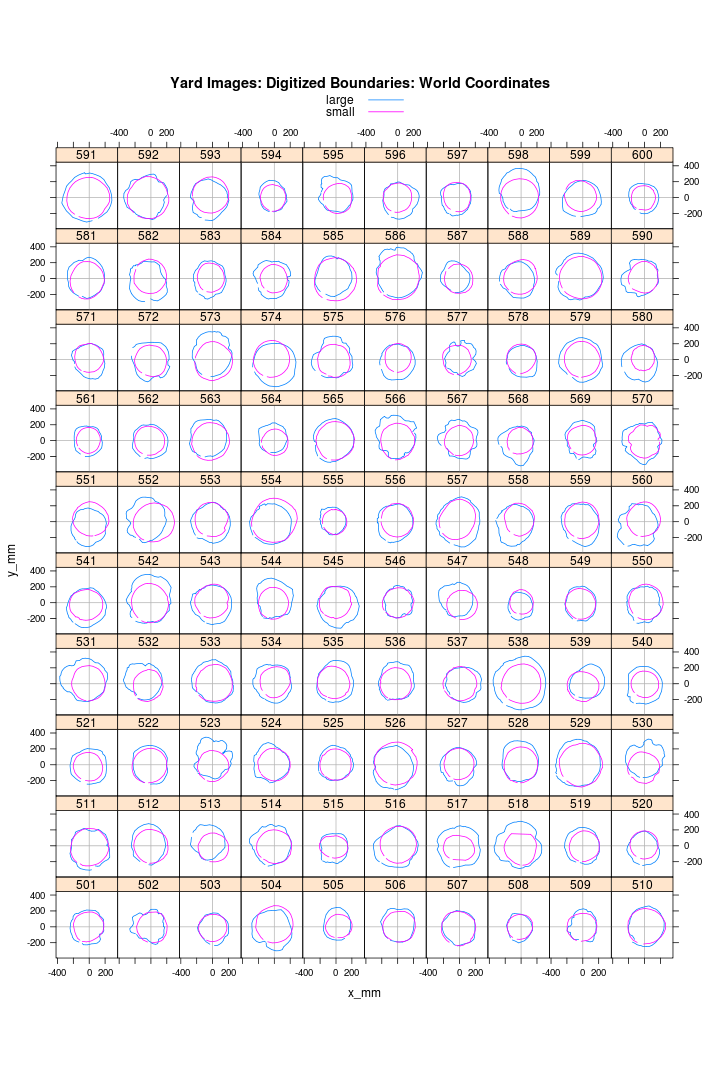 Yard Images: Digitized Boundaries: World Coordinates
large
small
-400 0 200 -400 0 200 -400 0 200 -400 0 200 -400 0 200
591 592 593 594 595 596 597 598 599 600
400
200
0
-200
581 582 583 584 585 586 587 588 589 590
400
200
0
-200
571 572 573 574 575 576 577 578 579 580
400
200
0
-200
561 562 563 564 565 566 567 568 569 570
400
200
0
-200
551 552 553 554 555 556 557 558 559 560
400
200
0
-200
541 542 543 544 545 546 547 548 549 550
400
200
0
-200
531 532 533 534 535 536 537 538 539 540
400
200
0
-200
521 522 523 524 525 526 527 528 529 530
400
200
0
-200
511 512 513 514 515 516 517 518 519 520
400
200
0
-200
501 502 503 504 505 506 507 508 509 510
400
200
0
-200
-400 0 200 -400 0 200 -400 0 200 -400 0 200 -400 0 200
x_mm
y_mm